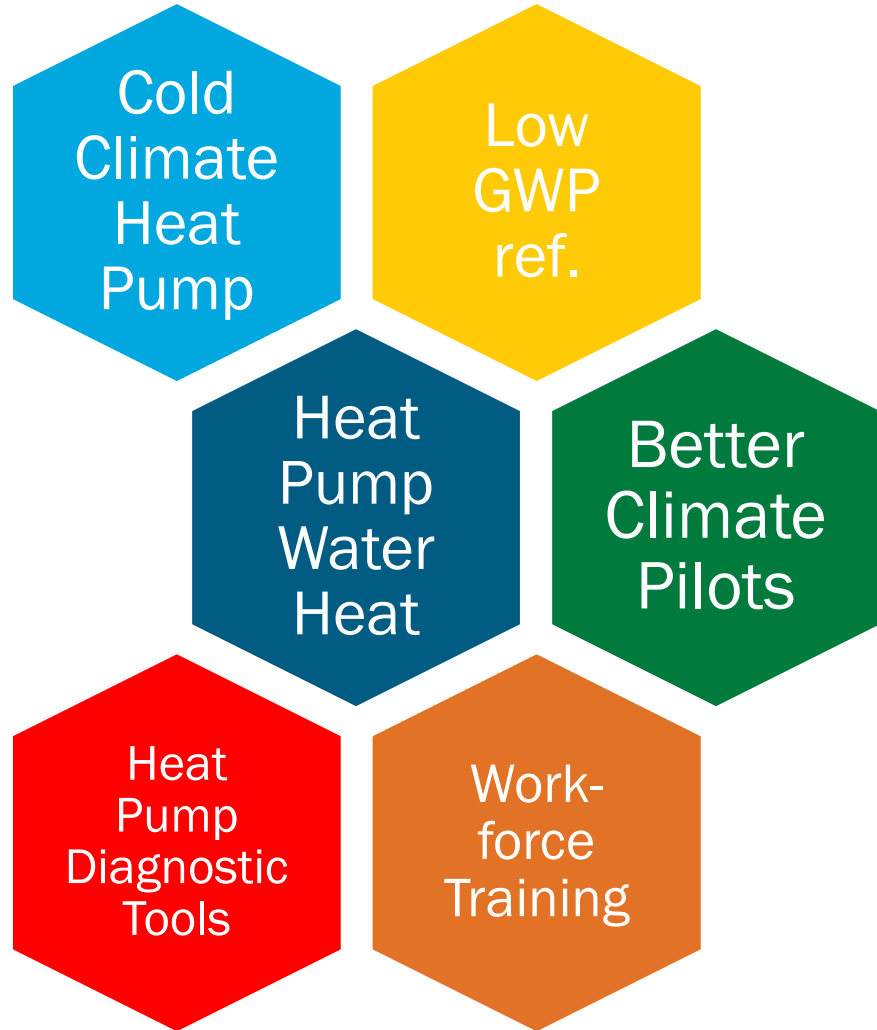 Cold
Climate
Heat
Pump
Low
GWP
ref.
Heat
Pump
Water
Heat
Better
Climate
Pilots
Heat
Pump
Diagnostic
Tools
Work-
force
Training